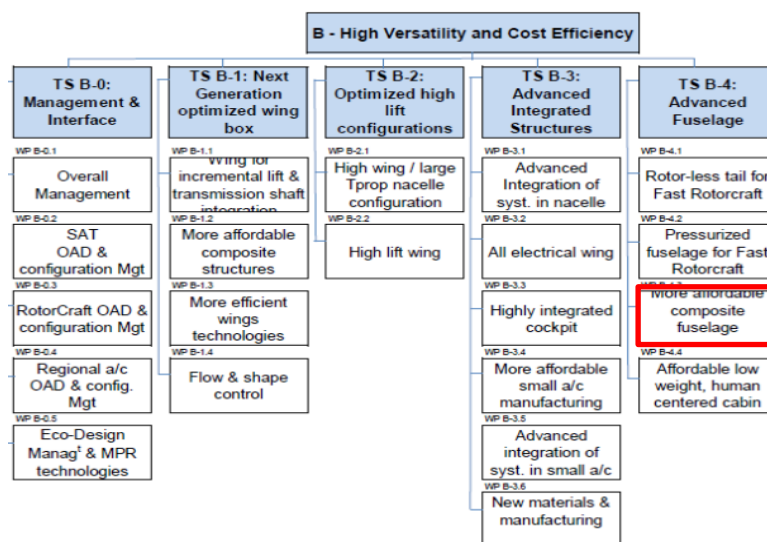 B - High Versatility and Cost Efficiency
TS B-0:
Management &
Interface
TS B-1: Next
Generation
optimized wing
box
TS B-2:
Optimized high
lift
configurations
TS B-3:
Advanced
Integrated
Structures
TS B-4:
Advanced
Fuselage
WP B-0.1
Overall
Management
WP B-0.2
SAT
OAD &
configuration Mgt
WP B-0.3
RotorCraft OAD &
configuration Mgt
WP B-0.4
Regional a/c
OAD & config.
Mgt
WP B-0.5
Eco-Design
Managᵗ & MPR
technologies
WP B-1.1
Wing for
incremental lift &
transmission shaft
integration
WP B-1.2
More affordable
composite
structures
WP B-1.3
More efficient
wings
technologies
WP B-1.4
Flow & shape
control
WP B-2.1
High wing / large
Tprop nacelle
configuration
WP B-2.2
High lift wing
WP B-3.1
Advanced
Integration of
syst. in nacelle
WP B-3.2
All electrical wing
WP B-3.3
Highly integrated
cockpit
WP B-3.4
More affordable
small a/c
manufacturing
WP B-3.5
Advanced
integration of
syst. in small a/c
WP B-3.6
New materials &
manufacturing
WP B-4.1
Rotor-less tail for
Fast Rotorcraft
WP B-4.2
Pressurized
fuselage for Fast
Rotorcraft
More affordable
composite
fuselage
WP B-4.4
Affordable low
weight, human
centered cabin